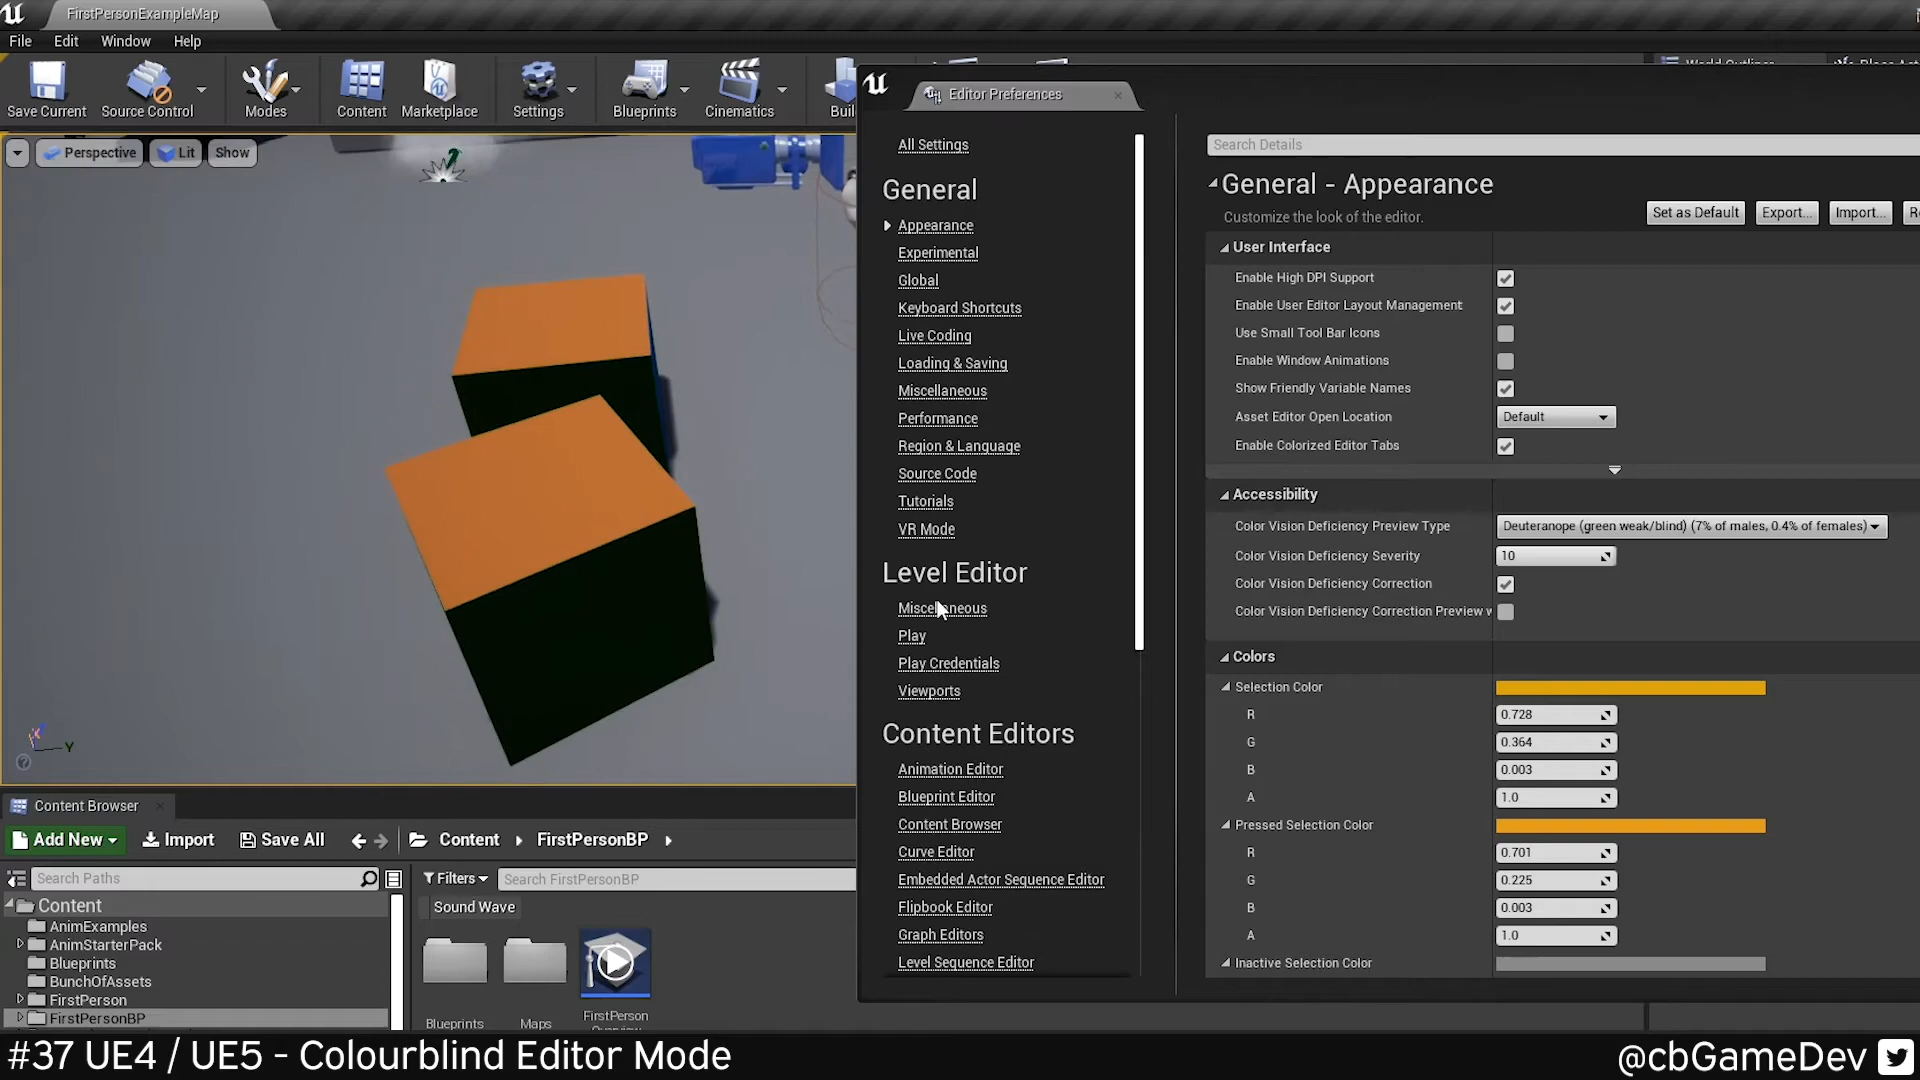 FirstPersonExampleMap
File Edit Window Help
Save Current Source Control Modes Content Marketplace Settings Blueprints Cinematics
Perspective Lit Show
Y
Editor Preferences
All Settings
General
Appearance
Experimental
Global
Keyboard Shortcuts
Live Coding
Loading & Saving
Miscellaneous
Performance
Region & Language
Source Code
Tutorials
VR Mode
Level Editor
Miscellaneous
Play
Play Credentials
Viewports
Content Editors
Animation Editor
Blueprint Editor
Content Browser
Curve Editor
Embedded Actor Sequence Editor
Flipbook Editor
Graph Editors
Level Sequence Editor
Search Details
General - Appearance
Customize the look of the editor.
Set as Default Export... Import...
User Interface
Enable High DPI Support
Enable User Editor Layout Management
Use Small Tool Bar Icons
Enable Window Animations
Show Friendly Variable Names
Asset Editor Open Location Default
Enable Colorized Editor Tabs
Accessibility
Color Vision Deficiency Preview Type Deuteranope (green weak/blind) (7% of males, 0.4% of females)
Color Vision Deficiency Severity 10
Color Vision Deficiency Correction
Color Vision Deficiency Correction Preview w
Colors
Selection Color
R 0.728
G 0.364
B 0.003
A 1.0
Pressed Selection Color
R 0.701
G 0.225
B 0.003
A 1.0
Inactive Selection Color
Content Browser
Add New Import Save All Content FirstPersonBP
Search Paths Filters Search FirstPersonBP
Sound Wave
Content
AnimExamples
AnimStarterPack
Blueprints
BunchOfAssets
FirstPerson
FirstPersonBP
Blueprints Maps FirstPerson
#37 UE4 / UE5 - Colourblind Editor Mode
@cbGameDev